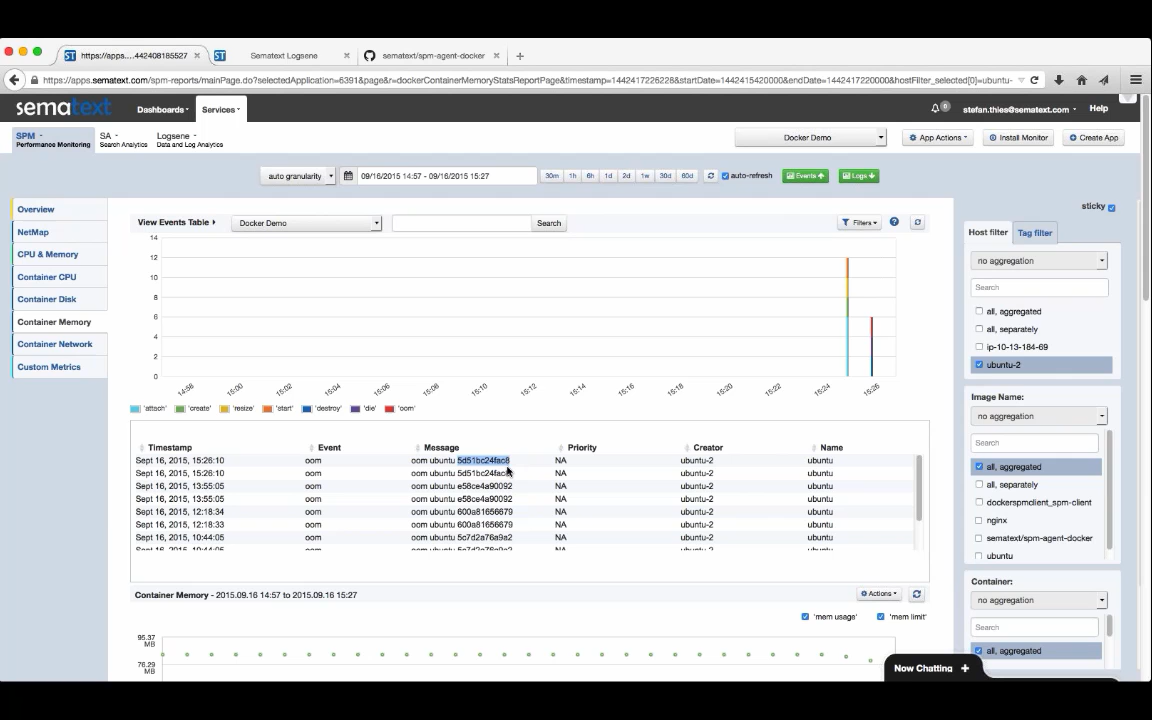 https://apps....442408185527 ×
Sematext Logsene ×
sematext/spm-agent-docker ×
+
https://apps.sematext.com/spm-reports/mainPage.do?selectedApplication=6391&page&r=dockerContainerMemoryStatsReportPage&timestamp=1442417226228&startDate=1442415420000&endDate=1442417220000&hostFilter_selected[0]=ubuntu-
sematext Dashboards Services 0 stefan.thies@sematext.com Help
SPM - Performance Monitoring
SA - Search Analytics
Logsene - Data and Log Analytics
Docker Demo App Actions Install Monitor Create App
auto granularity 09/16/2015 14:57 - 09/16/2015 15:27 30m 1h 6h 1d 2d 1w 30d 60d auto-refresh Events Logs
Overview
NetMap
CPU & Memory
Container CPU
Container Disk
Container Memory
Container Network
Custom Metrics
View Events Table Docker Demo Search Filters ?
14
12
10
8
6
4
2
0
14:58 15:00 15:02 15:04 15:06 15:08 15:10 15:12 15:14 15:16 15:18 15:20 15:22 15:24 15:26
'attach' 'create' 'resize' 'start' 'destroy' 'die' 'oom'
Timestamp Event Message Priority Creator Name
Sept 16, 2015, 15:26:10 oom oom ubuntu 5d51bc24fac8 NA ubuntu-2 ubuntu
Sept 16, 2015, 15:26:10 oom oom ubuntu 5d51bc24fac8 NA ubuntu-2 ubuntu
Sept 16, 2015, 13:55:05 oom oom ubuntu e58ce4a90092 NA ubuntu-2 ubuntu
Sept 16, 2015, 13:55:05 oom oom ubuntu e58ce4a90092 NA ubuntu-2 ubuntu
Sept 16, 2015, 12:18:34 oom oom ubuntu 600a81656679 NA ubuntu-2 ubuntu
Sept 16, 2015, 12:18:33 oom oom ubuntu 600a81656679 NA ubuntu-2 ubuntu
Sept 16, 2015, 10:44:05 oom oom ubuntu 5c7d2a76a9a2 NA ubuntu-2 ubuntu
Sept 16, 2015, 10:44:05 oom oom ubuntu 5c7d2a76a9a2 NA ubuntu-2 ubuntu
Container Memory - 2015.09.16 14:57 to 2015.09.16 15:27 Actions
'mem usage' 'mem limit'
95.37
MB
76.29
MB
sticky
Host filter Tag filter
no aggregation
Search
all, aggregated
all, separately
ip-10-13-184-69
ubuntu-2
Image Name:
no aggregation
Search
all, aggregated
all, separately
dockerspmclient_spm-client
nginx
sematext/spm-agent-docker
ubuntu
Container:
no aggregation
Search
all, aggregated
Now Chatting +